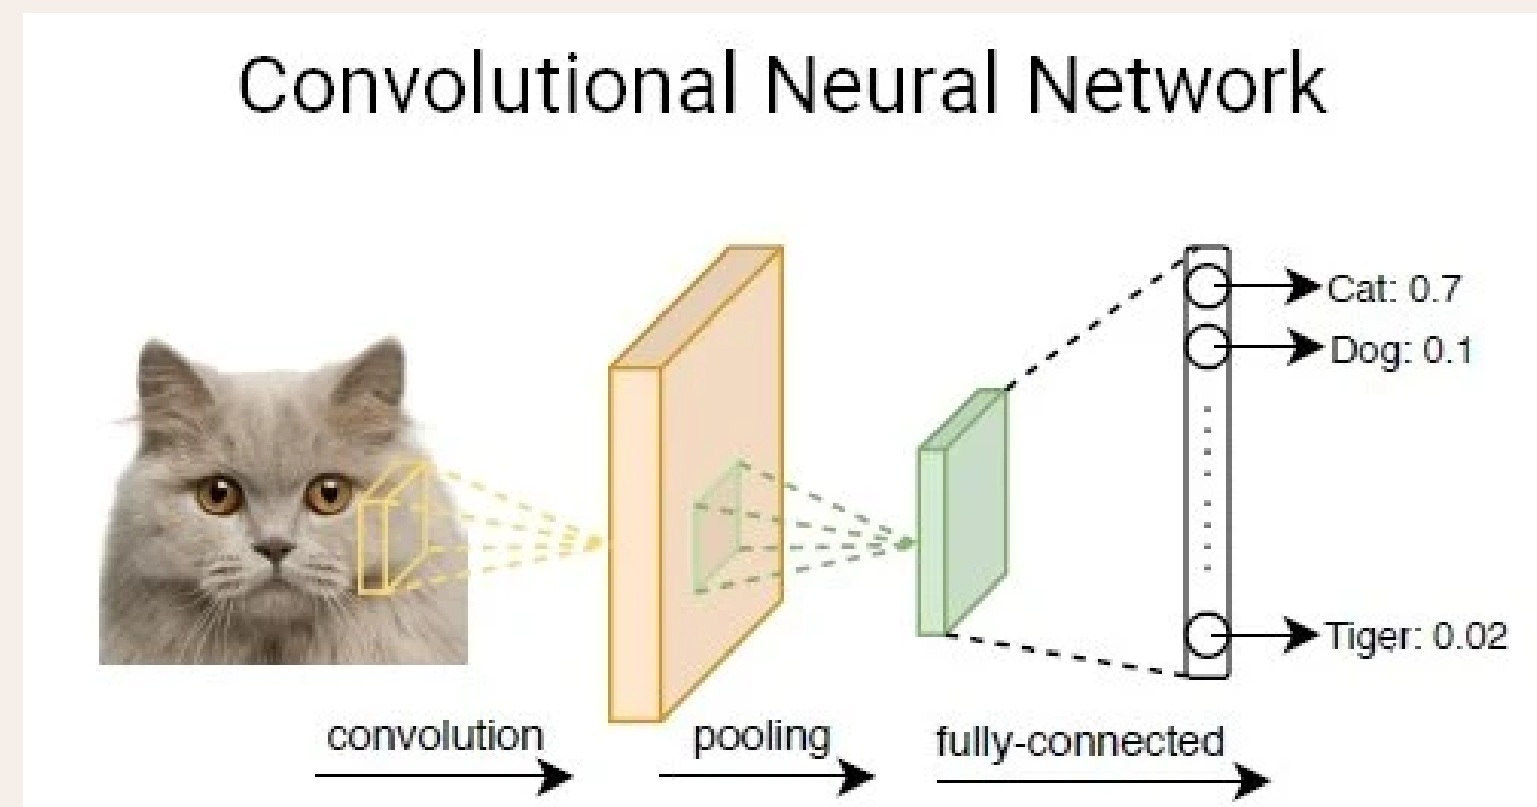 Convolutional Neural Network
Cat: 0.7
Dog: 0.1
Tiger: 0.02
convolution
pooling
fully-connected